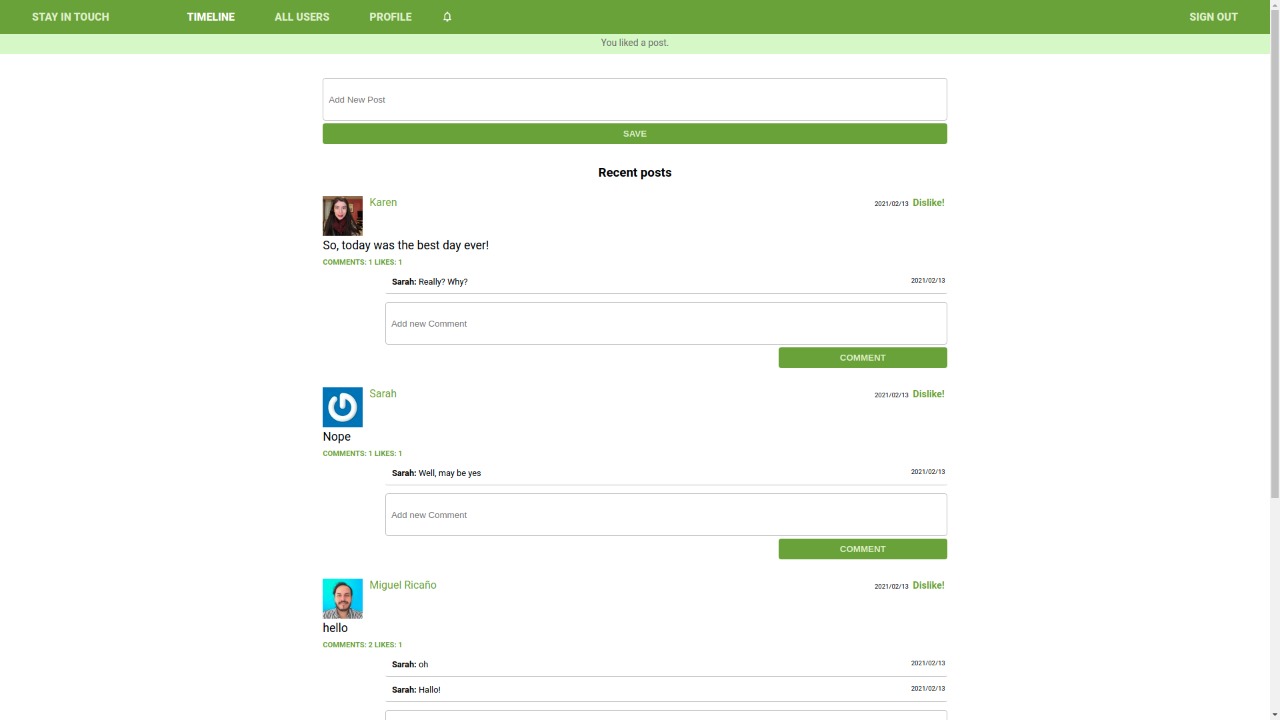 STAY IN TOUCH TIMELINE ALL USERS PROFILE SIGN OUT
You liked a post.
Add New Post
SAVE
Recent posts
Karen 2021/02/13 Dislike!
So, today was the best day ever!
COMMENTS: 1 LIKES: 1
Sarah: Really? Why? 2021/02/13
Add new Comment
COMMENT
Sarah 2021/02/13 Dislike!
Nope
COMMENTS: 1 LIKES: 1
Sarah: Well, may be yes 2021/02/13
Add new Comment
COMMENT
Miguel Ricaño 2021/02/13 Dislike!
hello
COMMENTS: 2 LIKES: 1
Sarah: oh 2021/02/13
Sarah: Hallo! 2021/02/13